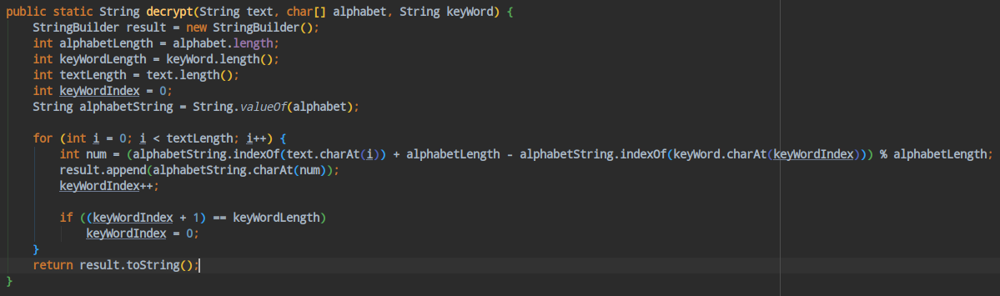 public static String decrypt(String text, char[] alphabet, String keyWord) {
    StringBuilder result = new StringBuilder();
    int alphabetLength = alphabet.length;
    int keyWordLength = keyWord.length();
    int textLength = text.length();
    int keyWordIndex = 0;
    String alphabetString = String.valueOf(alphabet);

    for (int i = 0; i < textLength; i++) {
        int num = (alphabetString.indexOf(text.charAt(i)) + alphabetLength - alphabetString.indexOf(keyWord.charAt(keyWordIndex))) % alphabetLength;
        result.append(alphabetString.charAt(num));
        keyWordIndex++;

        if ((keyWordIndex + 1) == keyWordLength)
            keyWordIndex = 0;
    }
    return result.toString();
}